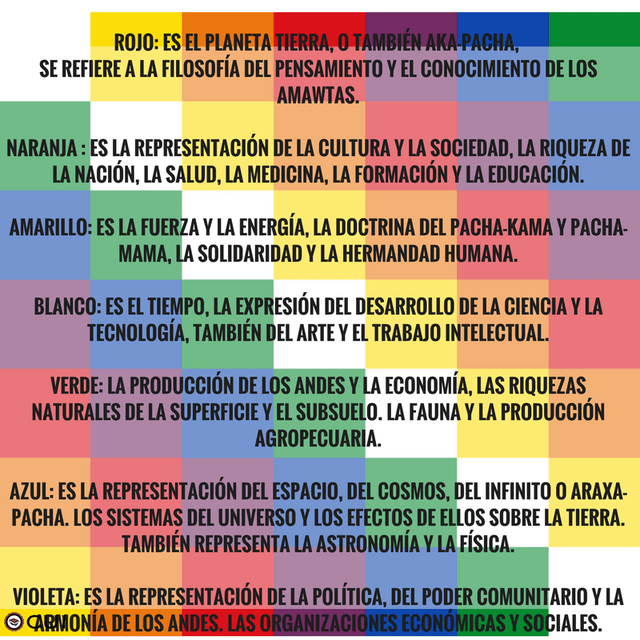 ROJO: ES EL PLANETA TIERRA, O TAMBIÉN AKA-PACHA,
SE REFIERE A LA FILOSOFÍA DEL PENSAMIENTO Y EL CONOCIMIENTO DE LOS
AMAWTAS.
NARANJA : ES LA REPRESENTACIÓN DE LA CULTURA Y LA SOCIEDAD, LA RIQUEZA DE
LA NACIÓN, LA SALUD, LA MEDICINA, LA FORMACIÓN Y LA EDUCACIÓN.
AMARILLO: ES LA FUERZA Y LA ENERGÍA, LA DOCTRINA DEL PACHA-KAMA Y PACHA-
MAMA, LA SOLIDARIDAD Y LA HERMANDAD HUMANA.
BLANCO: ES EL TIEMPO, LA EXPRESIÓN DEL DESARROLLO DE LA CIENCIA Y LA
TECNOLOGÍA, TAMBIÉN DEL ARTE Y EL TRABAJO INTELECTUAL.
VERDE: LA PRODUCCIÓN DE LOS ANDES Y LA ECONOMÍA, LAS RIQUEZAS
NATURALES DE LA SUPERFICIE Y EL SUBSUELO. LA FAUNA Y LA PRODUCCIÓN
AGROPECUARIA.
AZUL: ES LA REPRESENTACIÓN DEL ESPACIO, DEL COSMOS, DEL INFINITO O ARAXA-
PACHA. LOS SISTEMAS DEL UNIVERSO Y LOS EFECTOS DE ELLOS SOBRE LA TIERRA.
TAMBIÉN REPRESENTA LA ASTRONOMÍA Y LA FÍSICA.
VIOLETA: ES LA REPRESENTACIÓN DE LA POLÍTICA, DEL PODER COMUNITARIO Y LA
ARMONÍA DE LOS ANDES. LAS ORGANIZACIONES ECONÓMICAS Y SOCIALES.